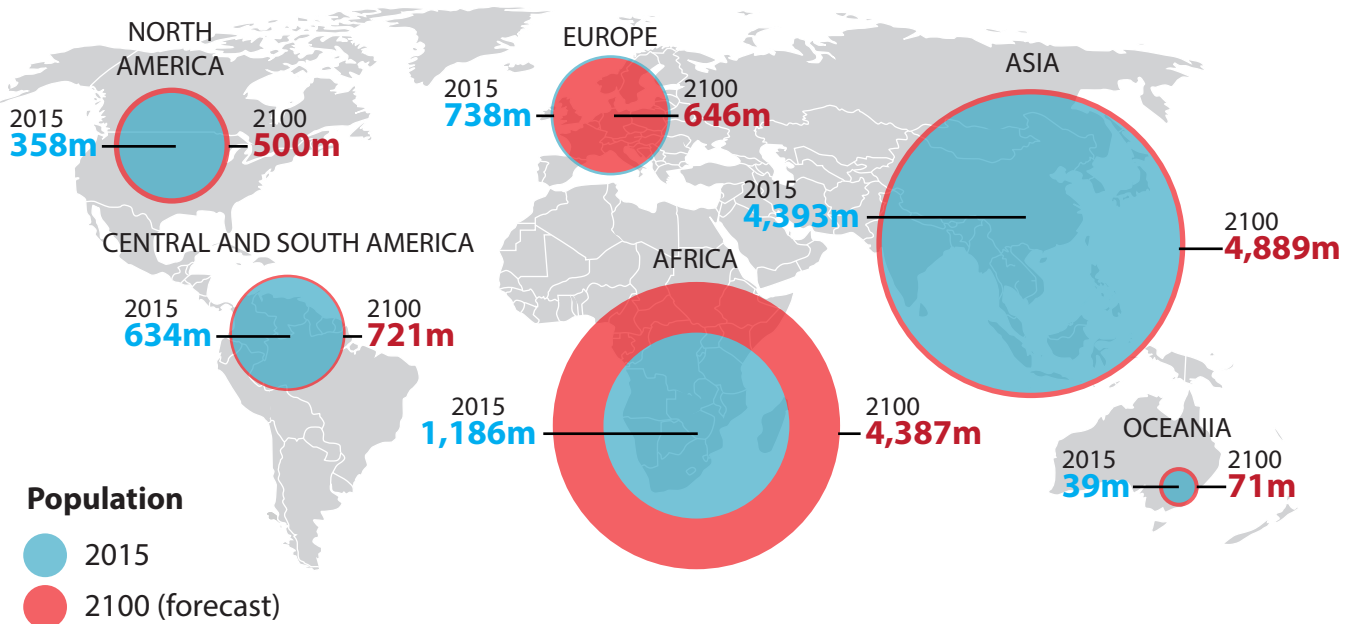 NORTH
AMERICA
2015
358m
2100
500m
EUROPE
2015
738m
2100
646m
ASIA
2015
4,393m
2100
4,889m
CENTRAL AND SOUTH AMERICA
2015
634m
2100
721m
AFRICA
2015
1,186m
2100
4,387m
OCEANIA
2015
39m
2100
71m
Population
2015
2100 (forecast)